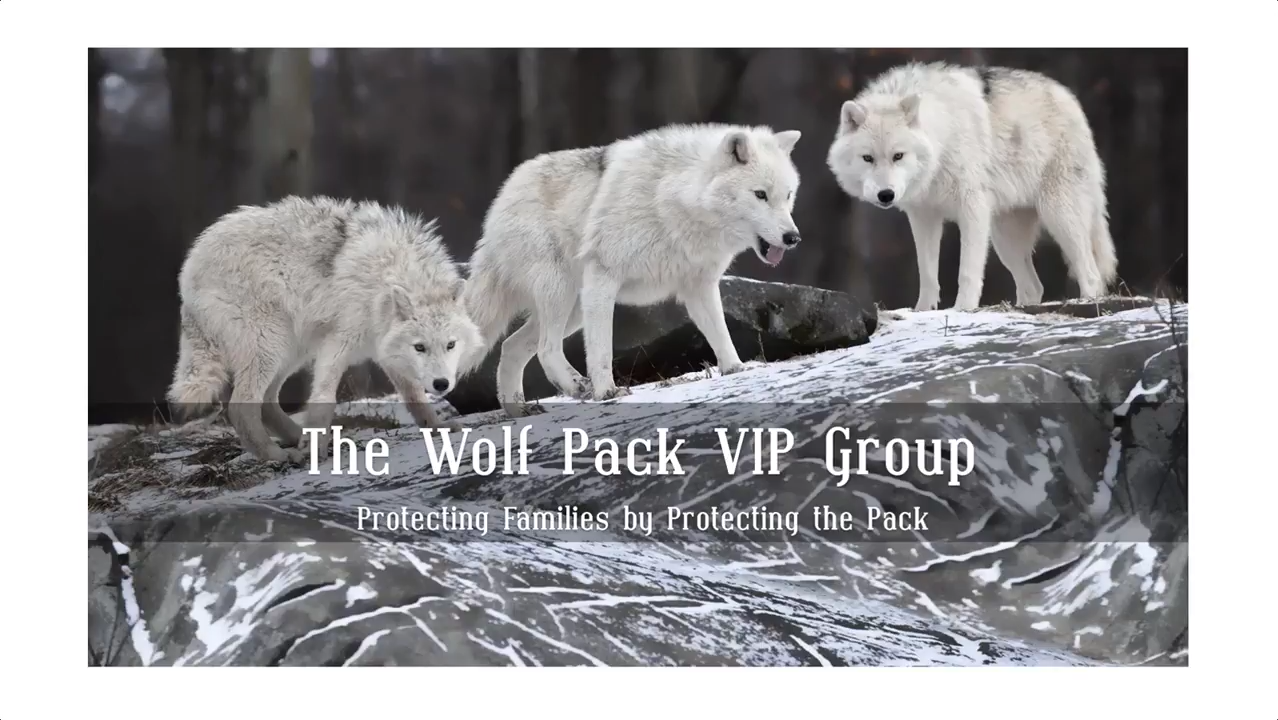 The Wolf Pack VIP Group
Protecting Families by Protecting the Pack